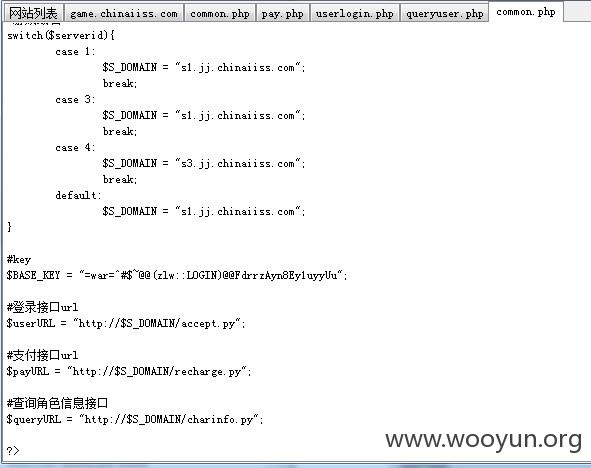 网站列表 game.chinaiiss.com common.php pay.php userlogin.php queryuser.php common.php
switch($serverid){
case 1:
$S_DOMAIN = "s1.jj.chinaiiss.com";
break;
case 3:
$S_DOMAIN = "s1.jj.chinaiiss.com";
break;
case 4:
$S_DOMAIN = "s3.jj.chinaiiss.com";
break;
default:
$S_DOMAIN = "s1.jj.chinaiiss.com";
}
#key
$BASE_KEY = "=war=^#$~@@(zlw::LOGIN)@@FdrrzAyn8Ey1uyyUu";
#登录接口url
$userURL = "http://$S_DOMAIN/accept.py";
#支付接口url
$payURL = "http://$S_DOMAIN/recharge.py";
#查询角色信息接口
$queryURL = "http://$S_DOMAIN/charinfo.py";
?>
www.wooyun.org